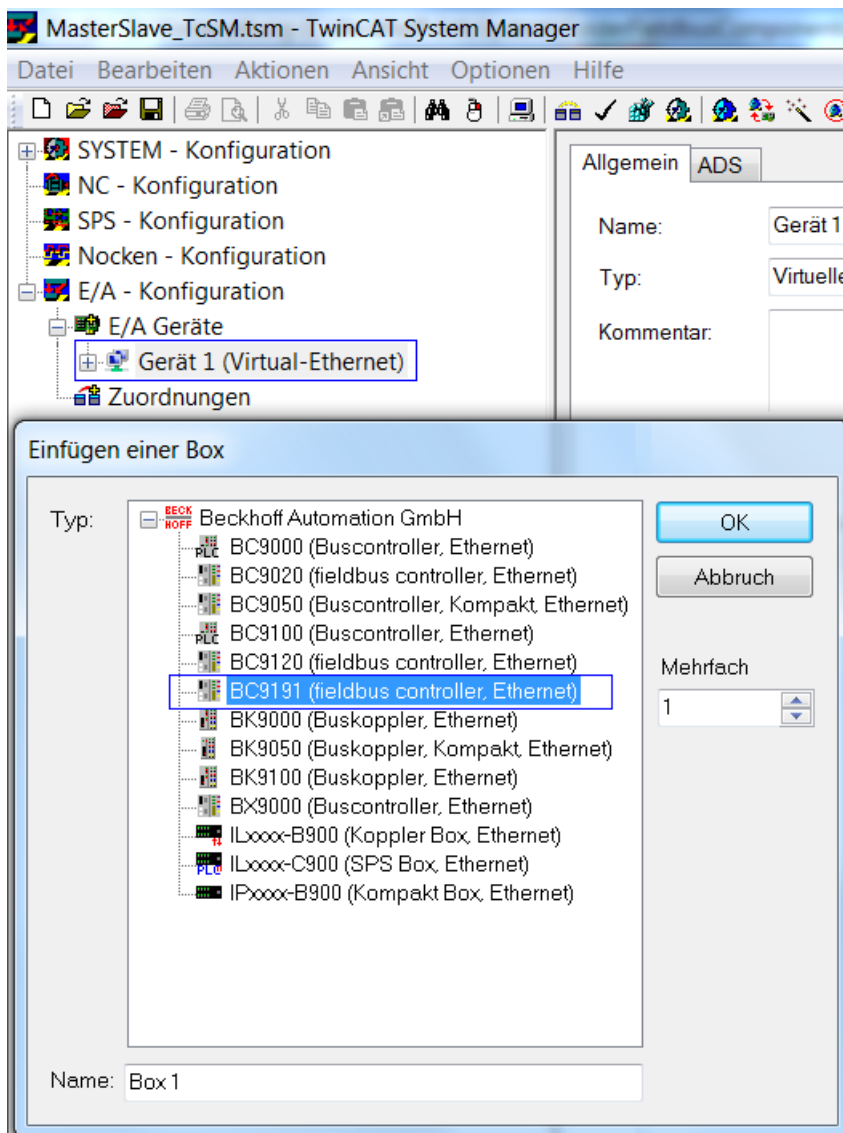 MasterSlave_TcSM.tsm - TwinCAT System Manager
Datei Bearbeiten Aktionen Ansicht Optionen Hilfe
SYSTEM - Konfiguration
NC - Konfiguration
SPS - Konfiguration
Nocken - Konfiguration
E/A - Konfiguration
E/A Geräte
Gerät 1 (Virtual-Ethernet)
Zuordnungen
Allgemein ADS
Name: Gerät 1
Typ: Virtuelle
Kommentar:
Einfügen einer Box
Typ:
BECKHOFF Beckhoff Automation GmbH
PLC BC9000 (Buscontroller, Ethernet)
BC9020 (fieldbus controller, Ethernet)
BC9050 (Buscontroller, Kompakt, Ethernet)
PLC BC9100 (Buscontroller, Ethernet)
BC9120 (fieldbus controller, Ethernet)
BC9191 (fieldbus controller, Ethernet)
BK9000 (Buskoppler, Ethernet)
BK9050 (Buskoppler, Kompakt, Ethernet)
BK9100 (Buskoppler, Ethernet)
BX9000 (Buscontroller, Ethernet)
ILxxxx-B900 (Koppler Box, Ethernet)
PLC ILxxxx-C900 (SPS Box, Ethernet)
IPxxxx-B900 (Kompakt Box, Ethernet)
OK
Abbruch
Mehrfach
1
Name: Box 1